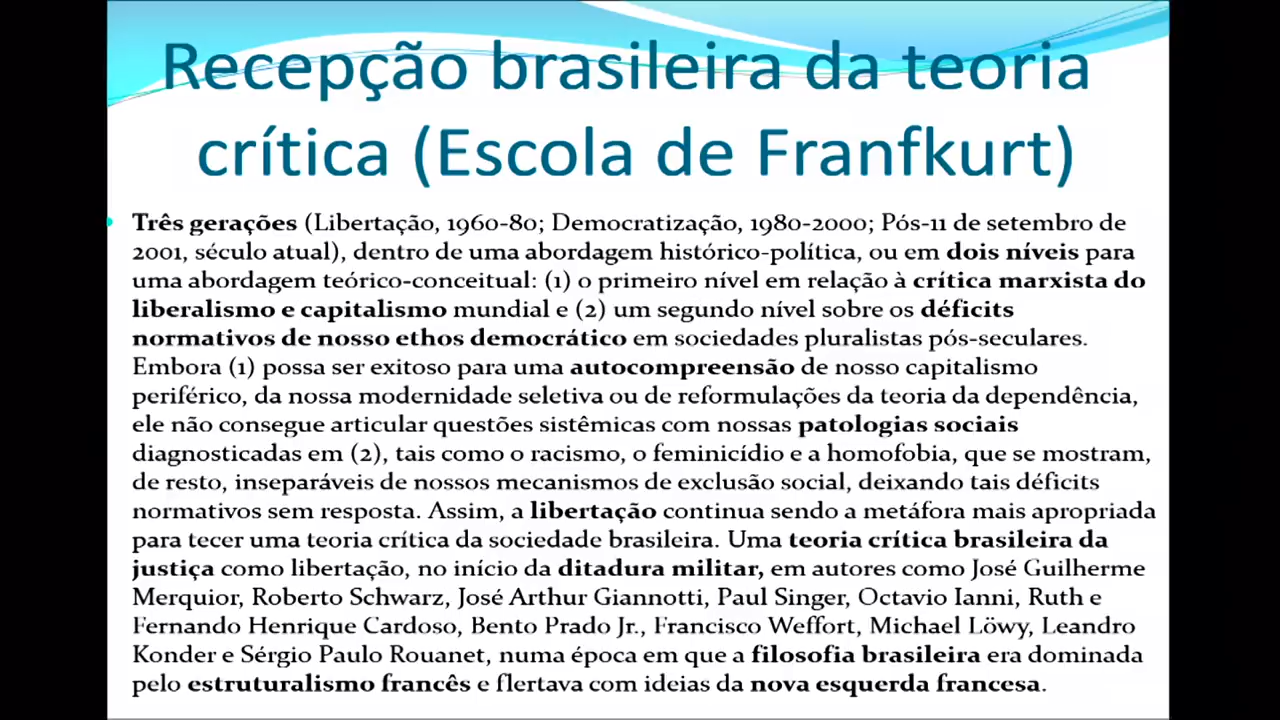 Recepção brasileira da teoria
crítica (Escola de Franfkurt)
• Três gerações (Libertação, 1960-80; Democratização, 1980-2000; Pós-11 de setembro de
2001, século atual), dentro de uma abordagem histórico-política, ou em dois níveis para
uma abordagem teórico-conceitual: (1) o primeiro nível em relação à crítica marxista do
liberalismo e capitalismo mundial e (2) um segundo nível sobre os déficits
normativos de nosso ethos democrático em sociedades pluralistas pós-seculares.
Embora (1) possa ser exitoso para uma autocompreensão de nosso capitalismo
periférico, da nossa modernidade seletiva ou de reformulações da teoria da dependência,
ele não consegue articular questões sistêmicas com nossas patologias sociais
diagnosticadas em (2), tais como o racismo, o feminicídio e a homofobia, que se mostram,
de resto, inseparáveis de nossos mecanismos de exclusão social, deixando tais déficits
normativos sem resposta. Assim, a libertação continua sendo a metáfora mais apropriada
para tecer uma teoria crítica da sociedade brasileira. Uma teoria crítica brasileira da
justiça como libertação, no início da ditadura militar, em autores como José Guilherme
Merquior, Roberto Schwarz, José Arthur Giannotti, Paul Singer, Octavio Ianni, Ruth e
Fernando Henrique Cardoso, Bento Prado Jr., Francisco Weffort, Michael Löwy, Leandro
Konder e Sérgio Paulo Rouanet, numa época em que a filosofia brasileira era dominada
pelo estruturalismo francês e flertava com ideias da nova esquerda francesa.